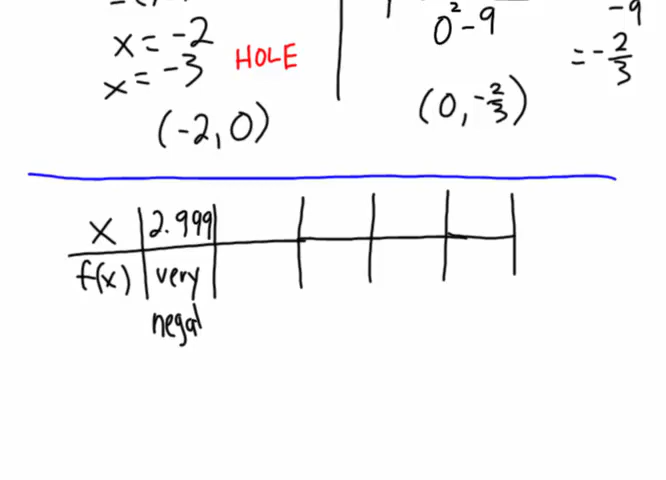 x = -2
x = -3 HOLE
(-2, 0)
0² - 9
-9
= -2/3
(0, -2/3)
x 2.999
f(x) very
negat